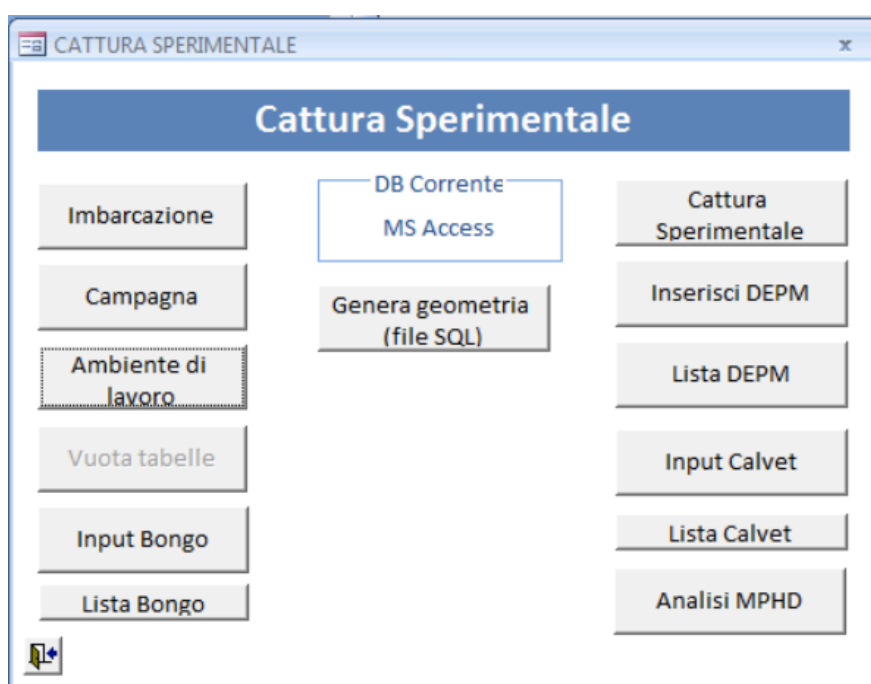 CATTURA SPERIMENTALE
x
Cattura Sperimentale
Imbarcazione
Campagna
Ambiente di
lavoro
Vuota tabelle
Input Bongo
Lista Bongo
DB Corrente
MS Access
Genera geometria
(file SQL)
Cattura
Sperimentale
Inserisci DEPM
Lista DEPM
Input Calvet
Lista Calvet
Analisi MPHD